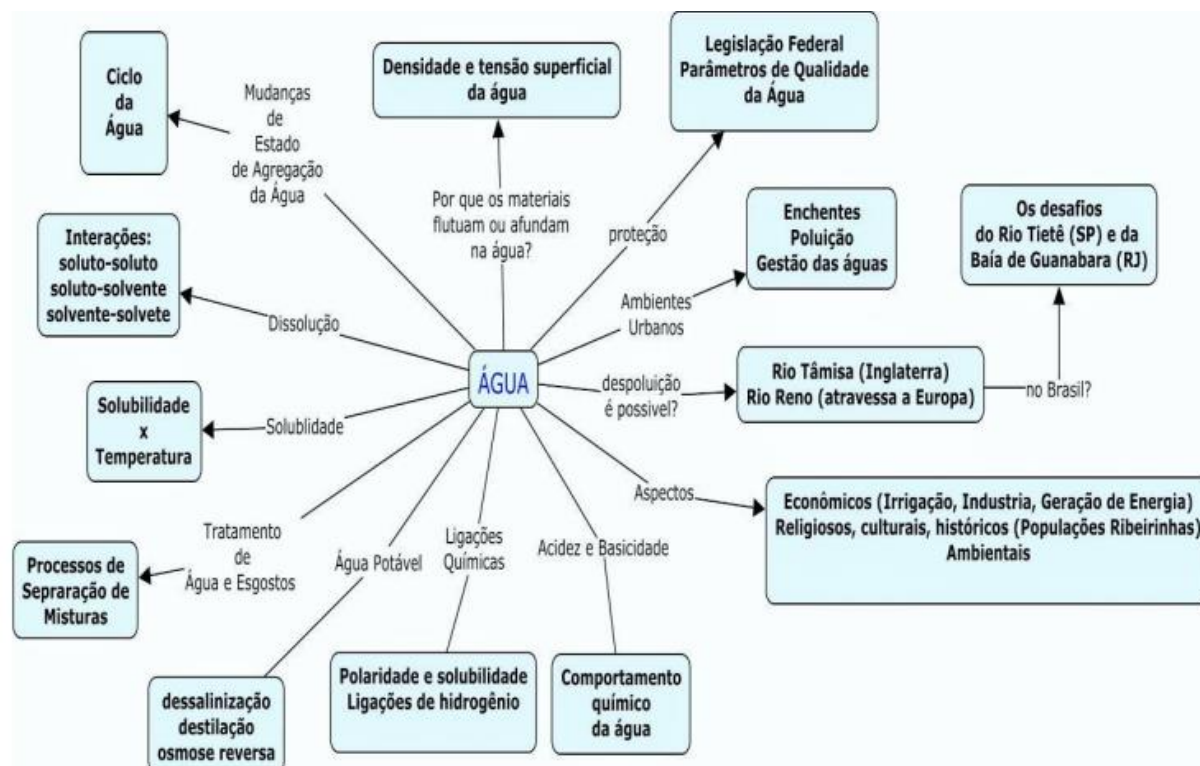 Ciclo
da
Água
Mudanças
de
Estado
de Agregação
da Água
Densidade e tensão superficial
da água
Por que os materiais
flutuam ou afundam
na água?
Legislação Federal
Parâmetros de Qualidade
da Água
proteção
Enchentes
Poluição
Gestão das águas
Ambientes
Urbanos
Os desafios
do Rio Tietê (SP) e da
Baía de Guanabara (RJ)
Interações:
soluto-soluto
soluto-solvente
solvente-solvete
Dissolução
ÁGUA
despoluição
é possivel?
Rio Tâmisa (Inglaterra)
Rio Reno (atravessa a Europa)
no Brasil?
Solubilidade
x
Temperatura
Solublidade
Aspectos
Econômicos (Irrigação, Industria, Geração de Energia)
Religiosos, culturais, históricos (Populações Ribeirinhas)
Ambientais
Processos de
Sepraração de
Misturas
Tratamento
de
Água e Esgostos
Água Potável
dessalinização
destilação
osmose reversa
Ligações
Químicas
Polaridade e solubilidade
Ligações de hidrogênio
Acidez e Basicidade
Comportamento
químico
da água